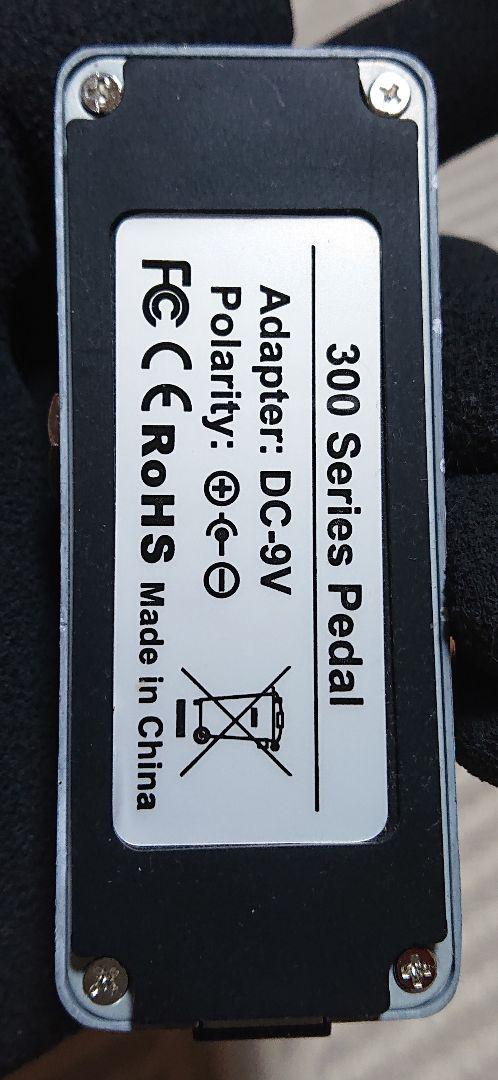 300 Series Pedal
Adapter: DC-9V
Polarity:
FC CE RoHS Made in China